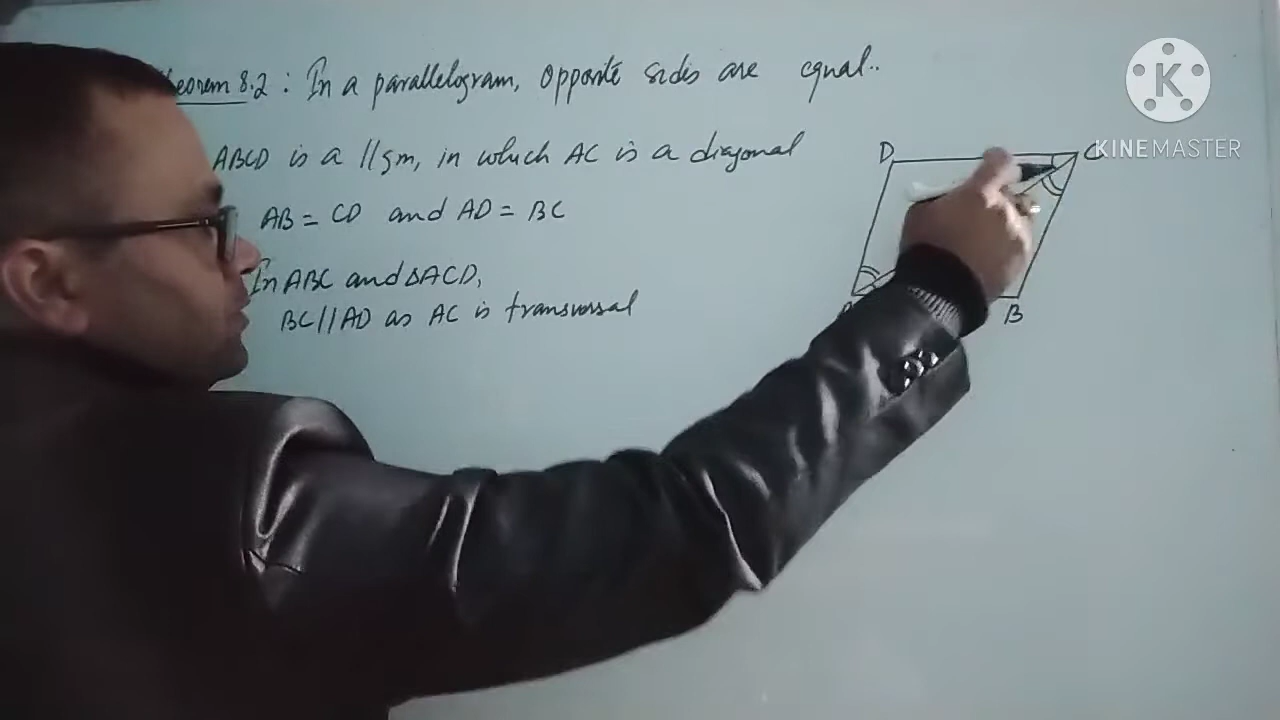 eorem 8.2 : In a parallelogram, opposite sides are equal..
ABCD is a ||gm, in which AC is a diagonal
AB = CD and AD = BC
In ABC and ΔACD,
BC // AD as AC is transversal
D
C
B
K
KINEMASTER